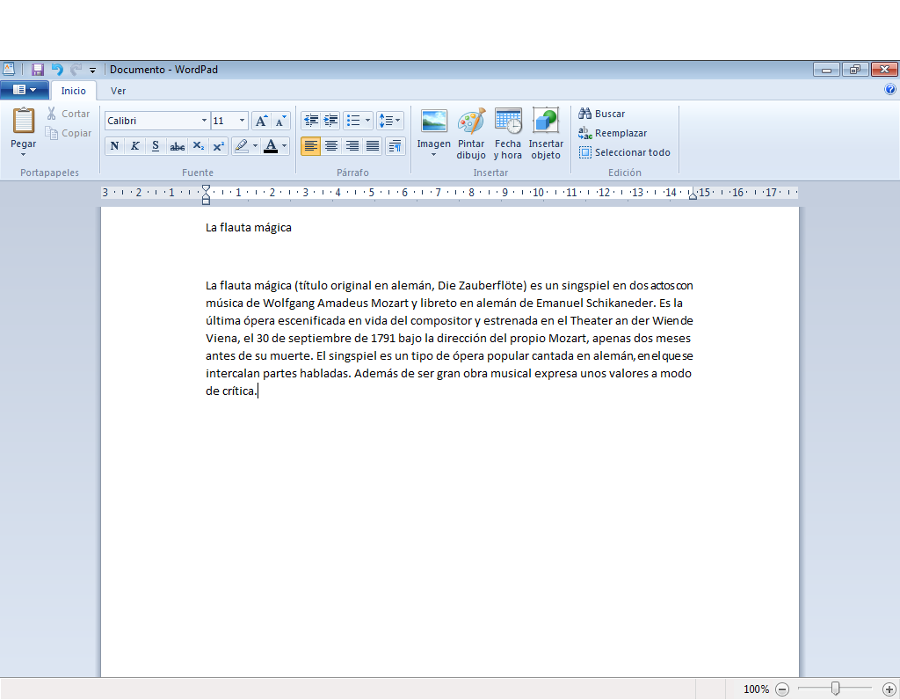 Documento - WordPad
Inicio Ver
Pegar
Cortar
Copiar
Portapapeles
Calibri 11
N K S abc X₂ X² A
Fuente
Párrafo
Imagen
Pintar dibujo
Fecha y hora
Insertar objeto
Insertar
Buscar
Reemplazar
Seleccionar todo
Edición
3 · 2 · 1 · 1 · 2 · 3 · 4 · 5 · 6 · 7 · 8 · 9 · 10 · 11 · 12 · 13 · 14 · 15 · 16 · 17
La flauta mágica
La flauta mágica (título original en alemán, Die Zauberflöte) es un singspiel en dos actos con
música de Wolfgang Amadeus Mozart y libreto en alemán de Emanuel Schikaneder. Es la
última ópera escenificada en vida del compositor y estrenada en el Theater an der Wien de
Viena, el 30 de septiembre de 1791 bajo la dirección del propio Mozart, apenas dos meses
antes de su muerte. El singspiel es un tipo de ópera popular cantada en alemán, en el que se
intercalan partes habladas. Además de ser gran obra musical expresa unos valores a modo
de crítica.
100%